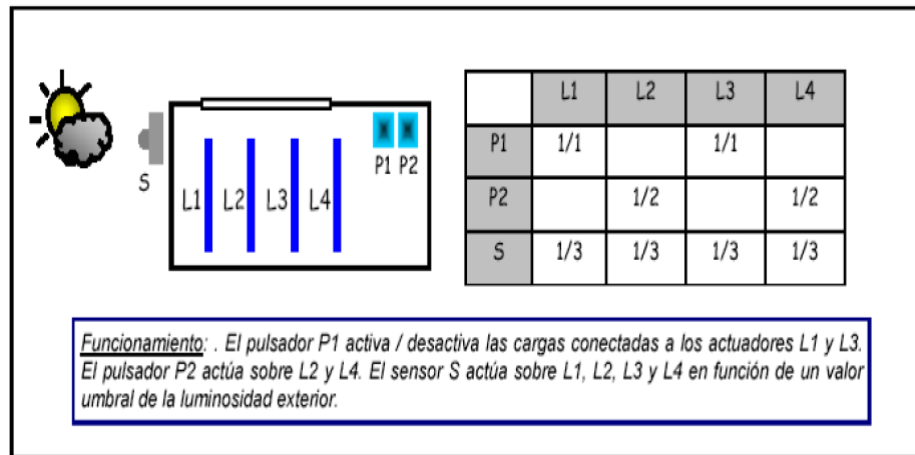 S
L1 L2 L3 L4
P1 P2
L1 L2 L3 L4
P1 1/1 1/1
P2 1/2 1/2
S 1/3 1/3 1/3 1/3
Funcionamiento: . El pulsador P1 activa / desactiva las cargas conectadas a los actuadores L1 y L3.
El pulsador P2 actúa sobre L2 y L4. El sensor S actúa sobre L1, L2, L3 y L4 en función de un valor
umbral de la luminosidad exterior.